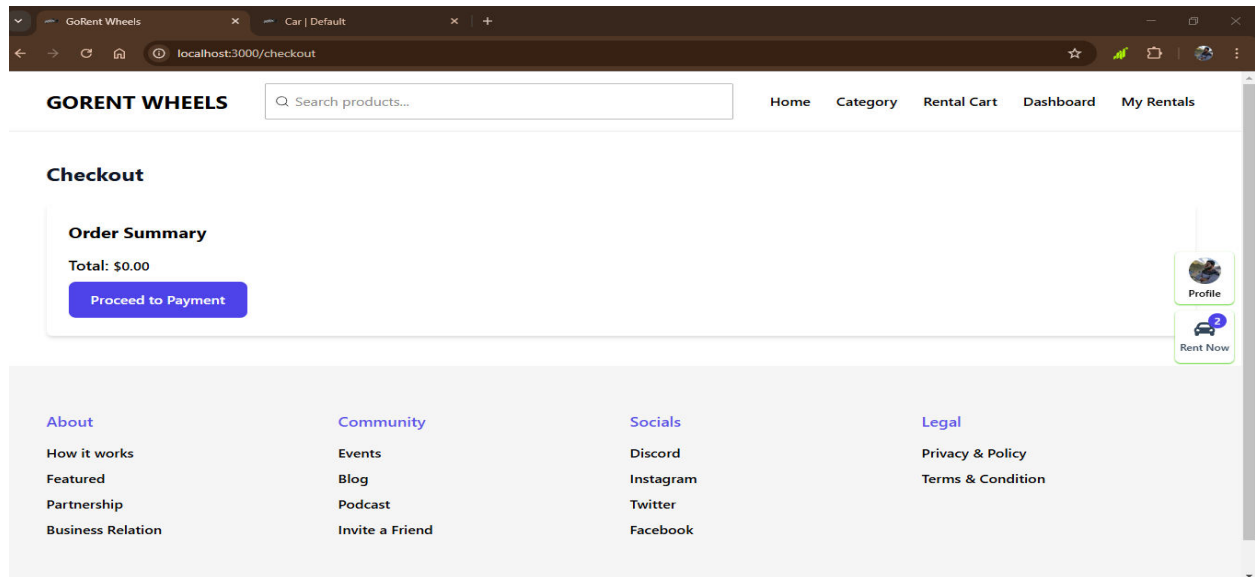 GoRent Wheels
Car | Default
localhost:3000/checkout
GORENT WHEELS
Search products...
Home Category Rental Cart Dashboard My Rentals
Checkout
Order Summary
Total: $0.00
Proceed to Payment
Profile
2
Rent Now
About
How it works
Featured
Partnership
Business Relation
Community
Events
Blog
Podcast
Invite a Friend
Socials
Discord
Instagram
Twitter
Facebook
Legal
Privacy & Policy
Terms & Condition